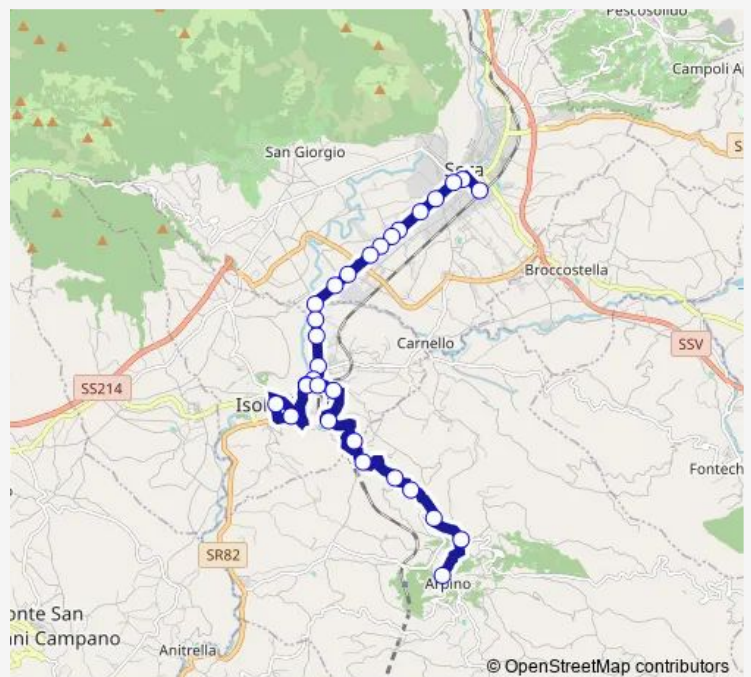 Pescosolido
Campoli A
San Giorgio
Sora
Broccostella
Carnello
SSV
SS214
Isol
Fontech
SR82
Arpino
onte San
ni Campano
Anitrella
© OpenStreetMap contributors